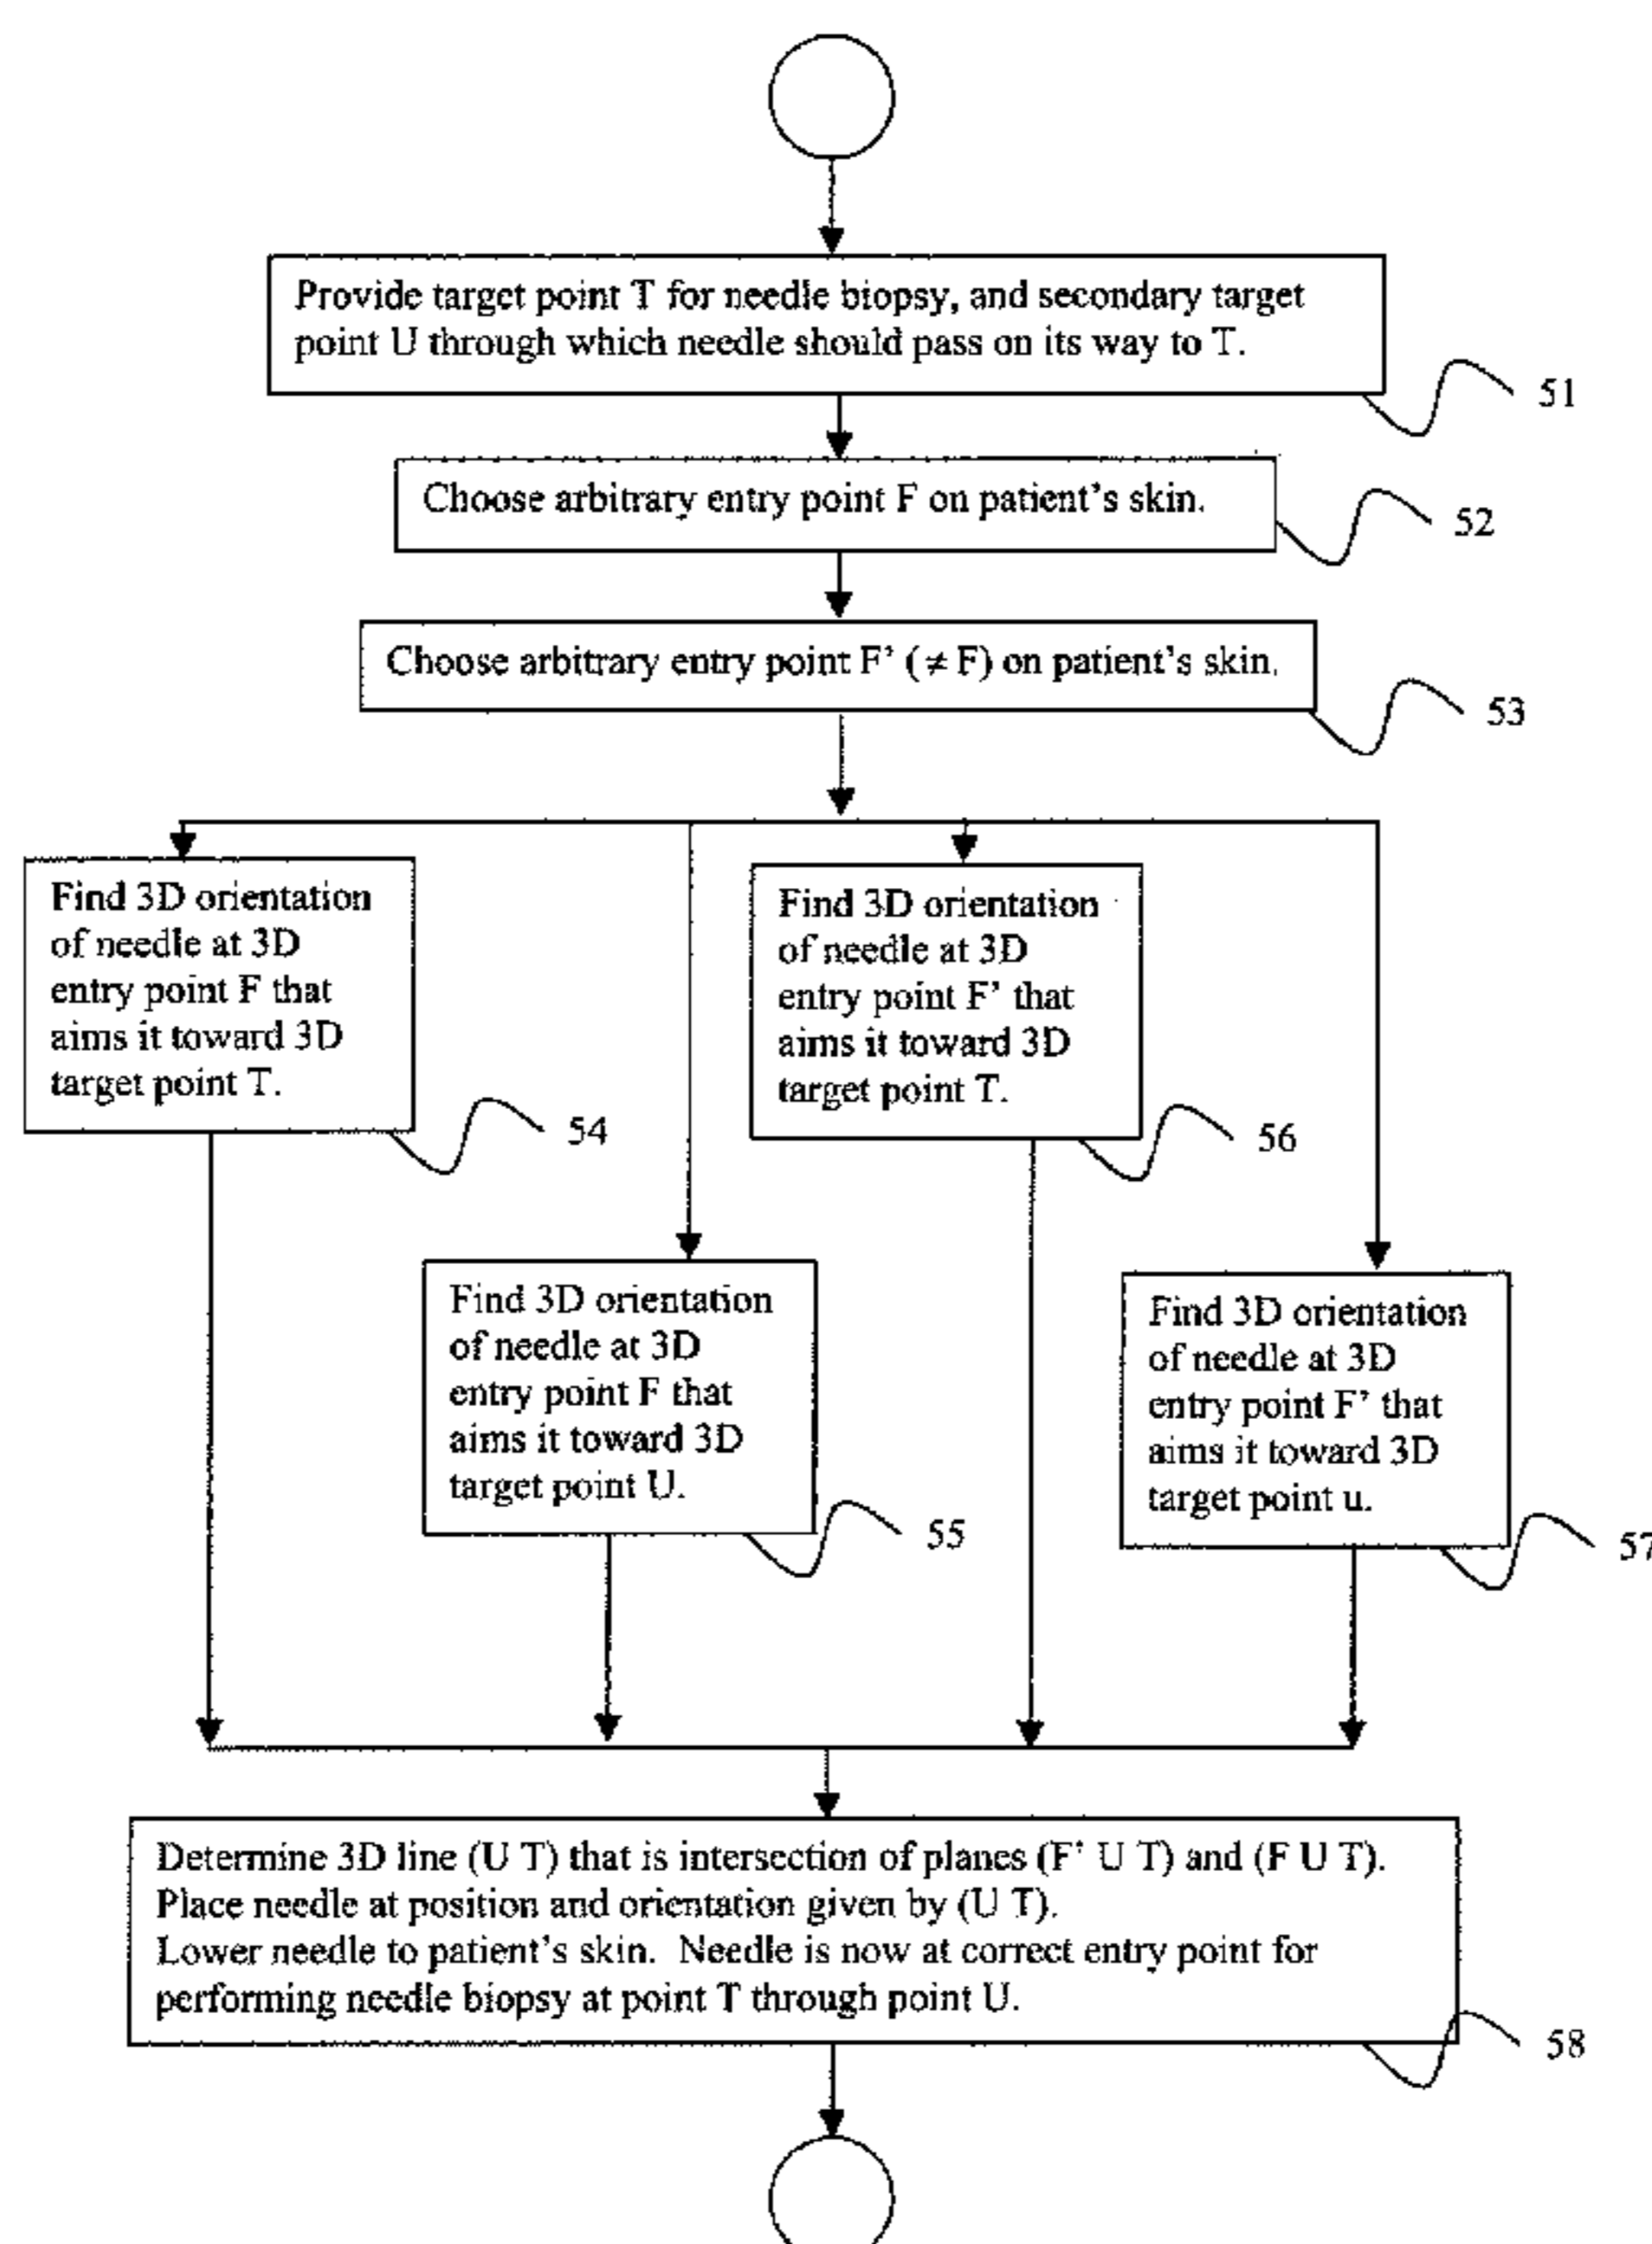 Provide target point T for needle biopsy, and secondary target
point U through which needle should pass on its way to T.
51
Choose arbitrary entry point F on patient's skin.
52
Choose arbitrary entry point F' (≠ F) on patient's skin.
53
Find 3D orientation
of needle at 3D
entry point F that
aims it toward 3D
target point T.
54
Find 3D orientation
of needle at 3D
entry point F' that
aims it toward 3D
target point T.
56
Find 3D orientation
of needle at 3D
entry point F that
aims it toward 3D
target point U.
55
Find 3D orientation
of needle at 3D
entry point F' that
aims it toward 3D
target point u.
57
Determine 3D line (U T) that is intersection of planes (F' U T) and (F U T).
Place needle at position and orientation given by (U T).
Lower needle to patient's skin. Needle is now at correct entry point for
performing needle biopsy at point T through point U.
58